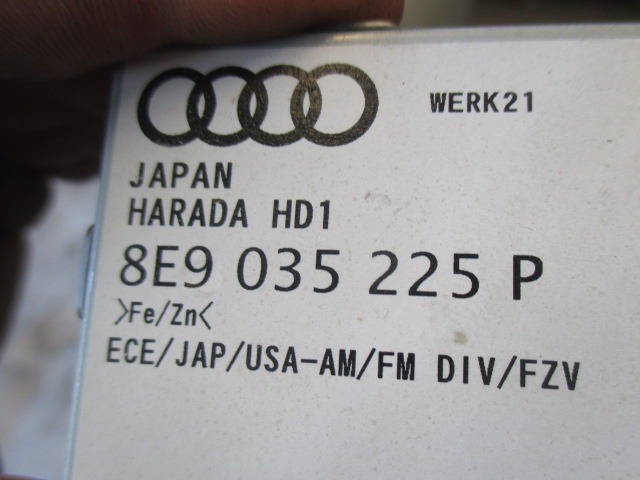 WERK21
JAPAN
HARADA HD1
8E9 035 225 P
>Fe/Zn<
ECE/JAP/USA-AM/FM DIV/FZV